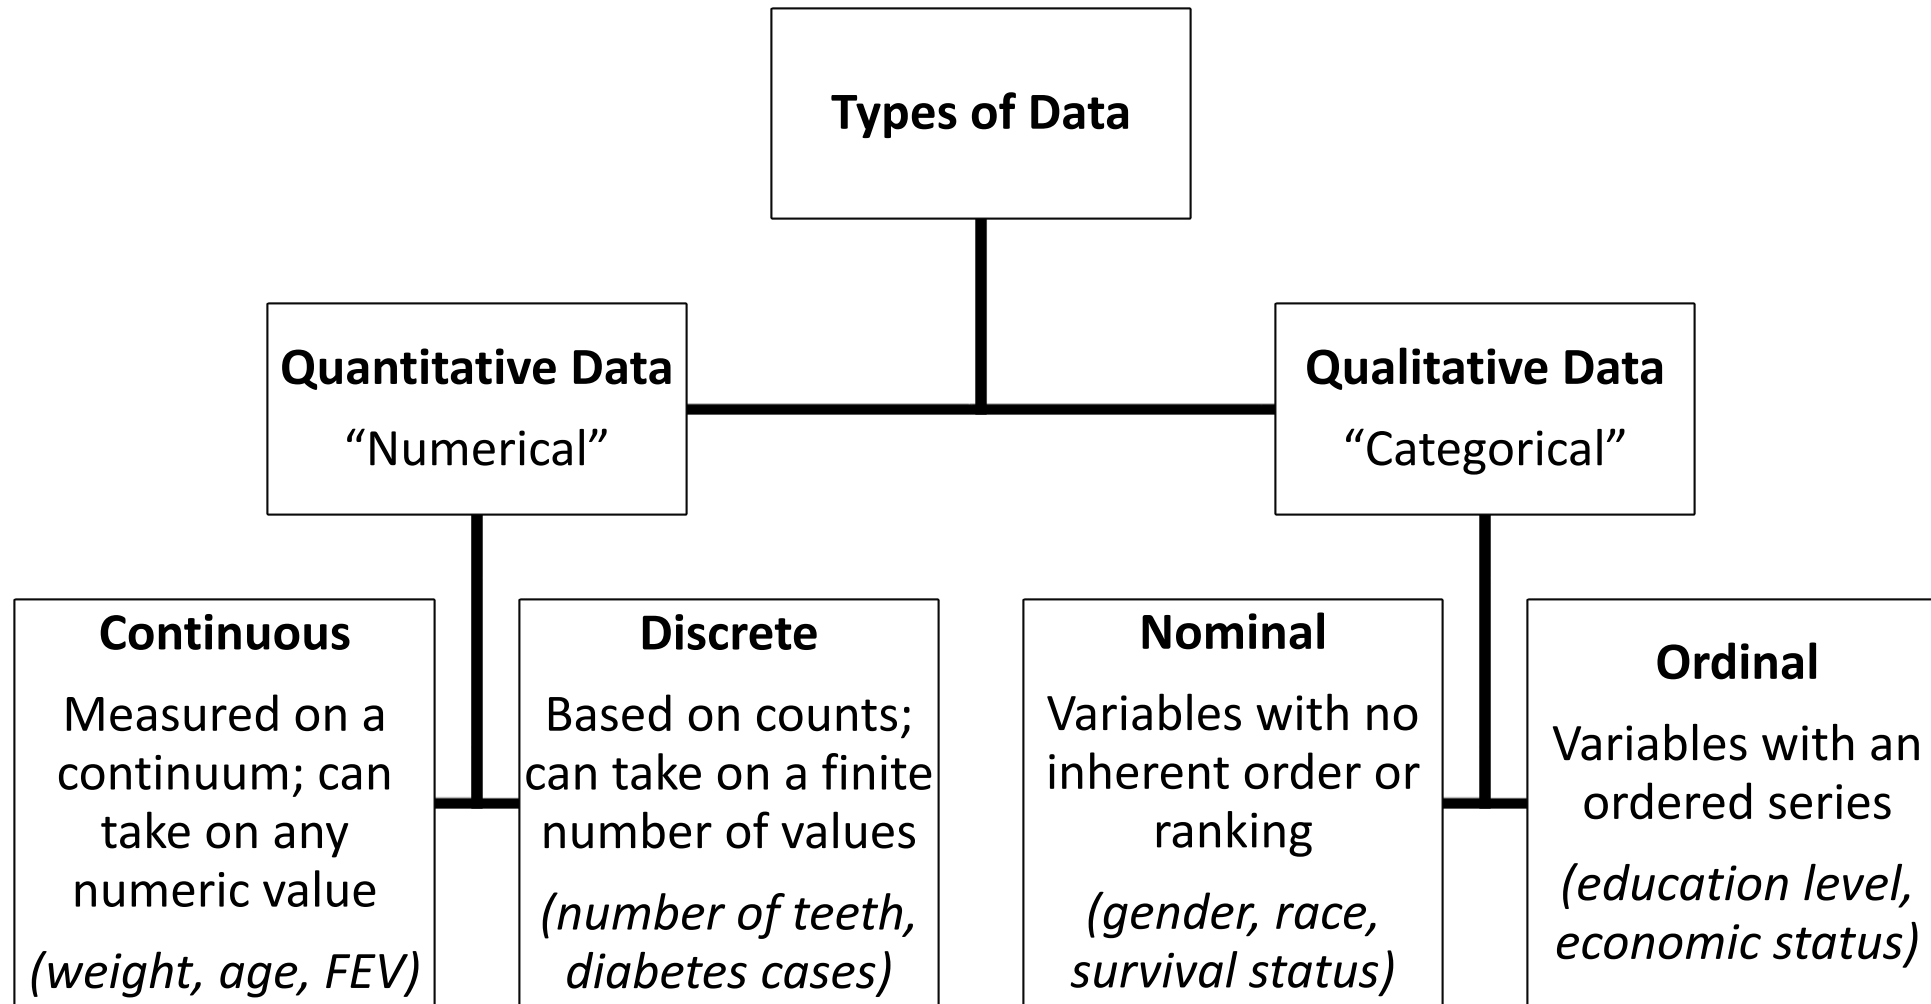 Types of Data
Quantitative Data
“Numerical”
Qualitative Data
“Categorical”
Continuous
Measured on a
continuum; can
take on any
numeric value
(weight, age, FEV)
Discrete
Based on counts;
can take on a finite
number of values
(number of teeth,
diabetes cases)
Nominal
Variables with no
inherent order or
ranking
(gender, race,
survival status)
Ordinal
Variables with an
ordered series
(education level,
economic status)